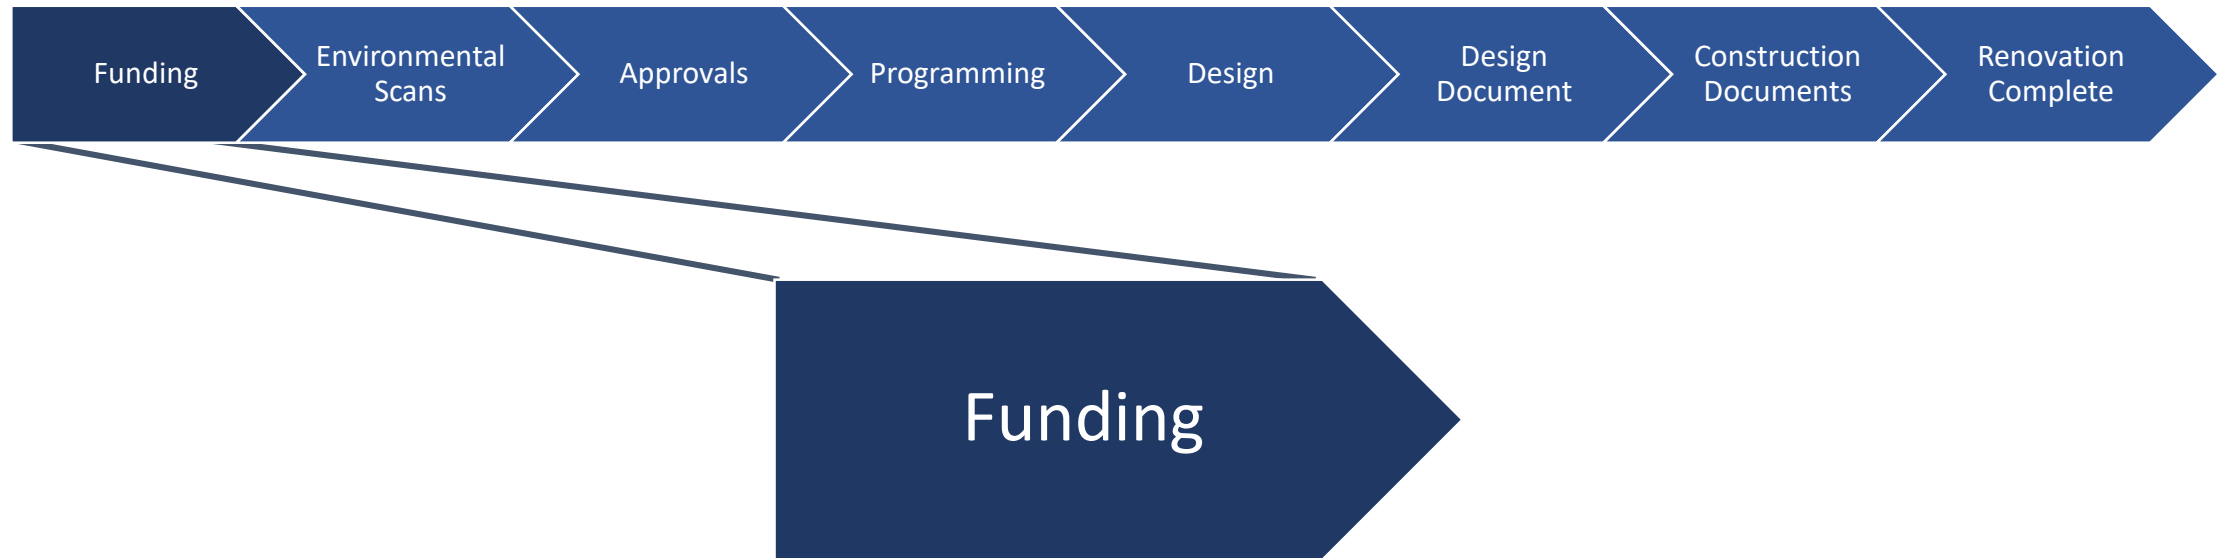 Funding
Environmental
Scans
Approvals
Programming
Design
Design
Document
Construction
Documents
Renovation
Complete
Funding